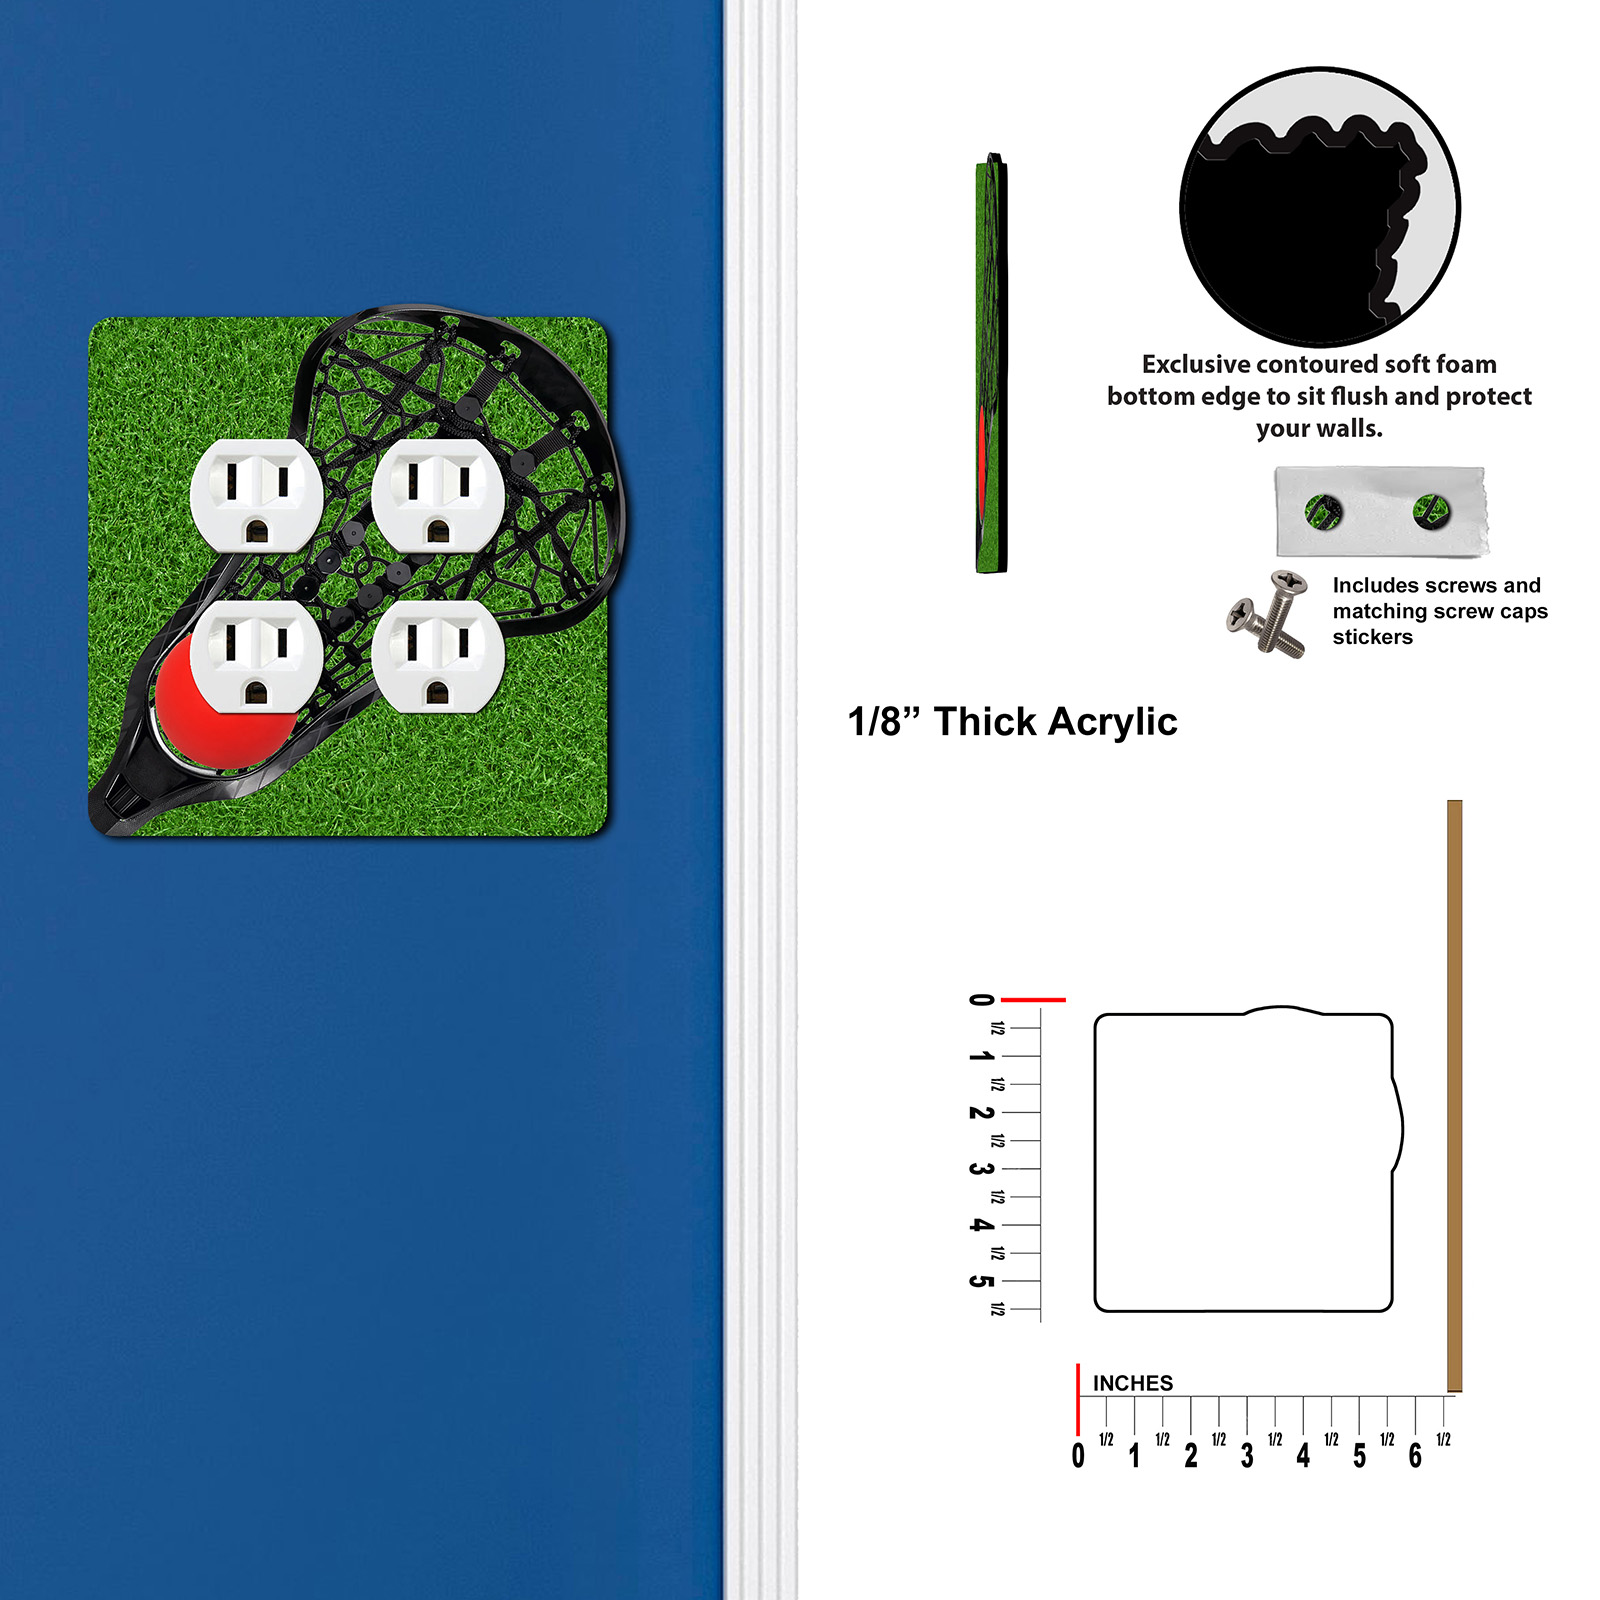 Exclusive contoured soft foam
bottom edge to sit flush and protect
your walls.
Includes screws and
matching screw caps
stickers
1/8” Thick Acrylic
0
1/2
1
1/2
2
1/2
3
1/2
4
1/2
5
1/2
INCHES
0 1/2 1 1/2 2 1/2 3 1/2 4 1/2 5 1/2 6 1/2